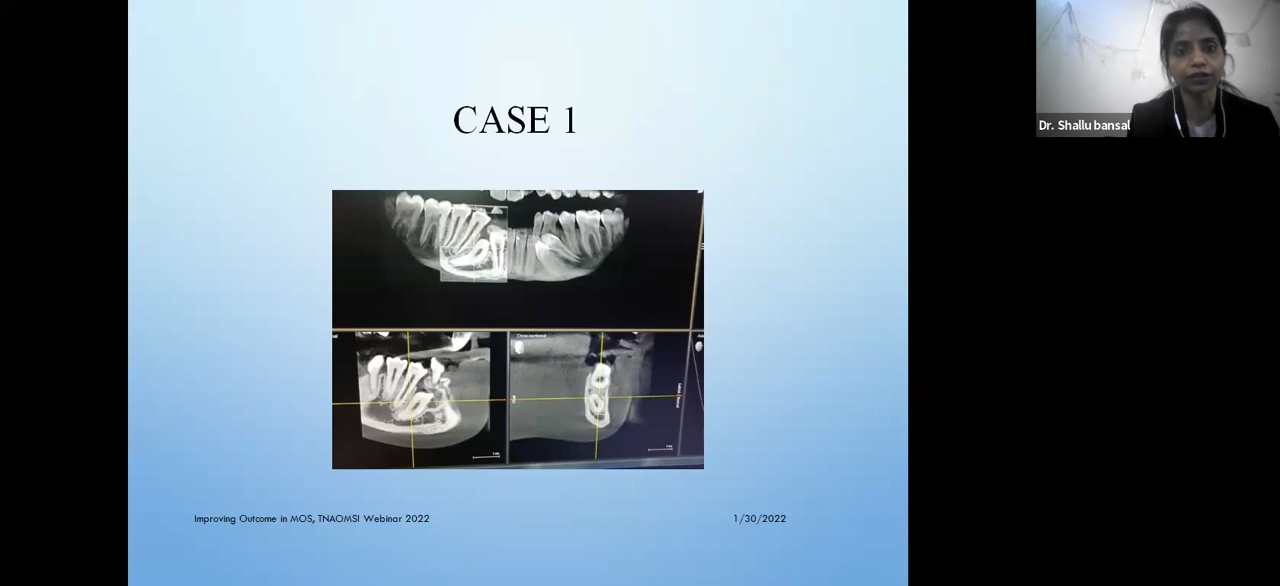 CASE 1
Dr. Shallu bansal
Improving Outcome in MOS, TNAOMSI Webinar 2022
1/30/2022